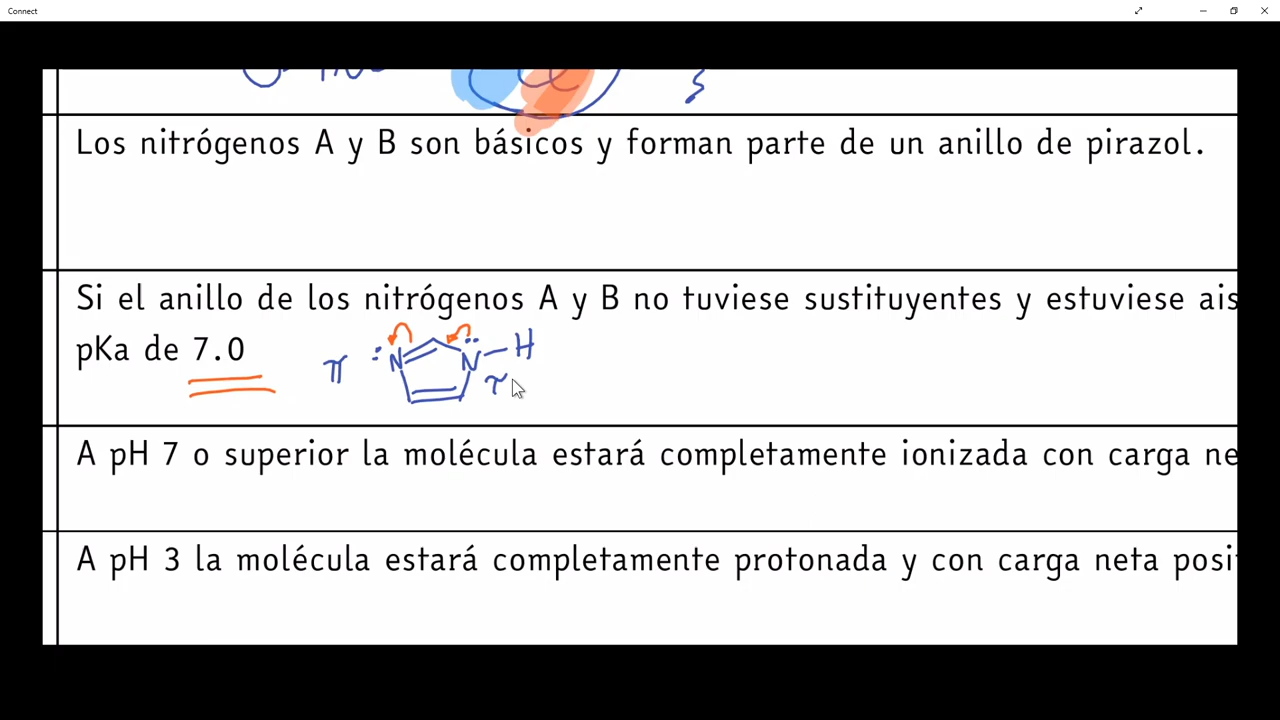 Connect
Los nitrógenos A y B son básicos y forman parte de un anillo de pirazol.
Si el anillo de los nitrógenos A y B no tuviese sustituyentes y estuviese ais
pKa de 7.0
π :N N-H
τ
A pH 7 o superior la molécula estará completamente ionizada con carga ne
A pH 3 la molécula estará completamente protonada y con carga neta posi